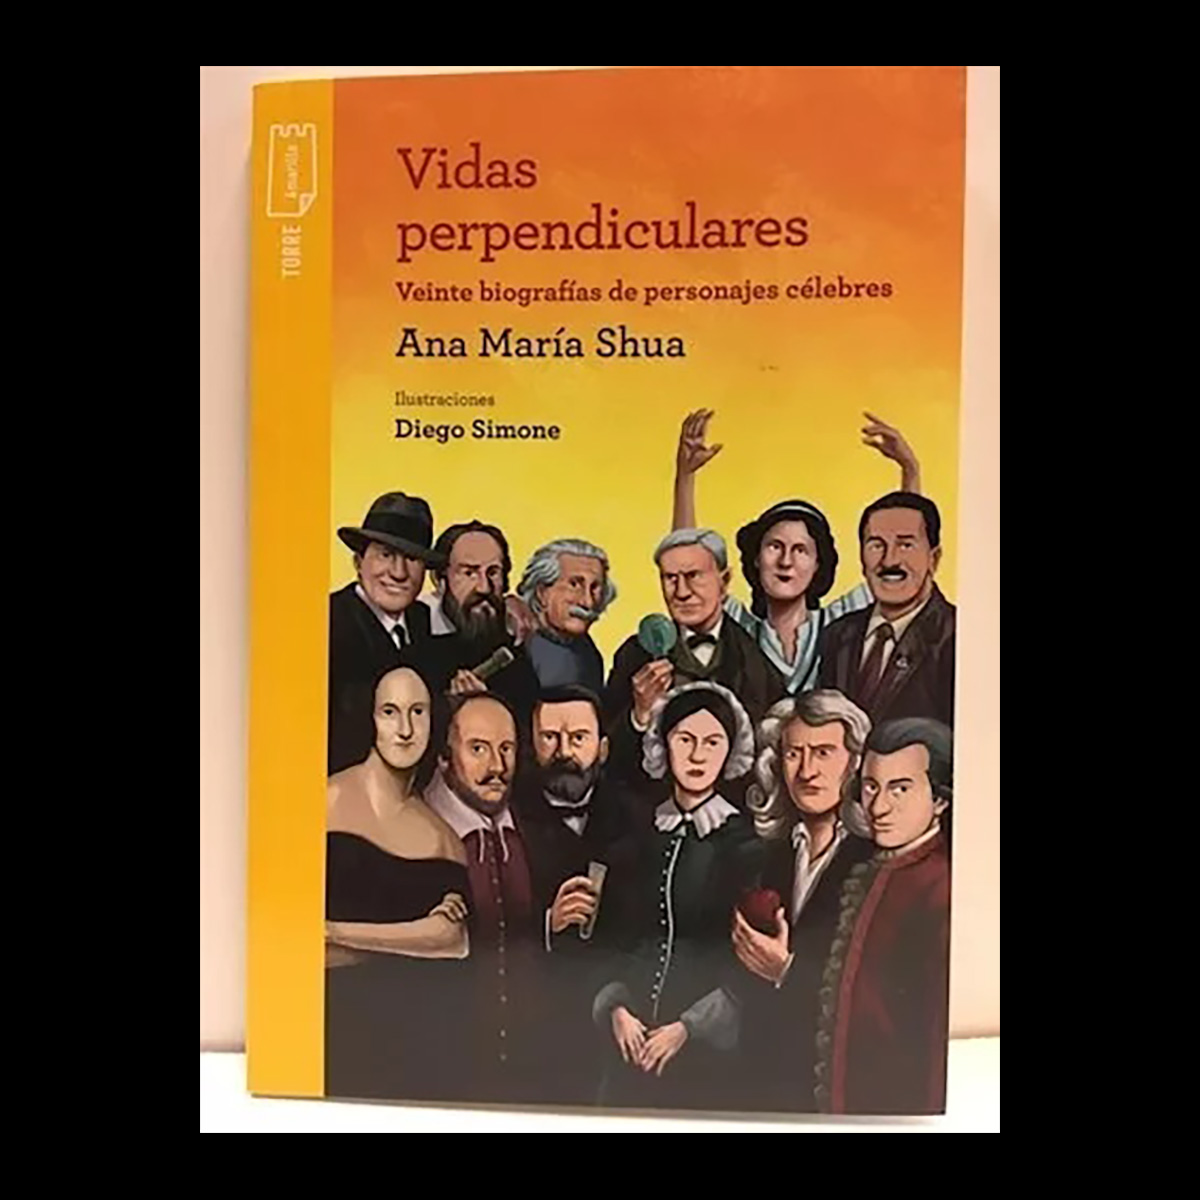 Amarilla
TORRE
Vidas
perpendiculares
Veinte biografías de personajes célebres
Ana María Shua
Ilustraciones
Diego Simone